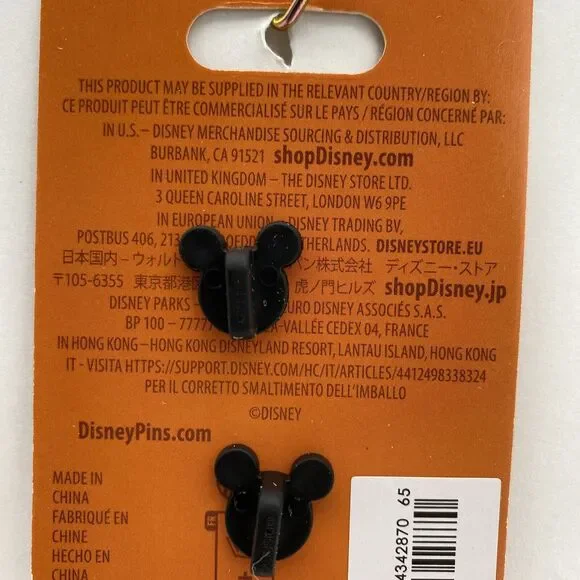 THIS PRODUCT MAY BE SUPPLIED IN THE RELEVANT COUNTRY/REGION BY:
CE PRODUIT PEUT ÊTRE COMMERCIALISÉ SUR LE PAYS / RÉGION CONCERNÉ PAR:
IN U.S.– DISNEY MERCHANDISE SOURCING & DISTRIBUTION, LLC
BURBANK, CA 91521 shopDisney.com
IN UNITED KINGDOM – THE DISNEY STORE LTD.
3 QUEEN CAROLINE STREET, LONDON W6 9PE
IN EUROPEAN UNION – DISNEY TRADING BV,
POSTBUS 406, 213 DISNEYSTORE.EU
日本国内 – ウォルト 株式会社 ディズニー・ストア
〒105-6355 東京都港区 虎ノ門ヒルズ shopDisney.jp
DISNEY PARKS DISNEY ASSOCIÉS S.A.S.
BP 100 – CEDEX 04, FRANCE
IN HONG KONG – HONG KONG DISNEYLAND RESORT, LANTAU ISLAND, HONG KONG
IT - VISITA HTTPS://SUPPORT.DISNEY.COM/HC/IT/ARTICLES/4412498338324
PER IL CORRETTO SMALTIMENTO DELL'IMBALLO
©DISNEY
DisneyPins.com
MADE IN
CHINA
FABRIQUÉ EN
CHINE
HECHO EN
CHINA
4342870 65